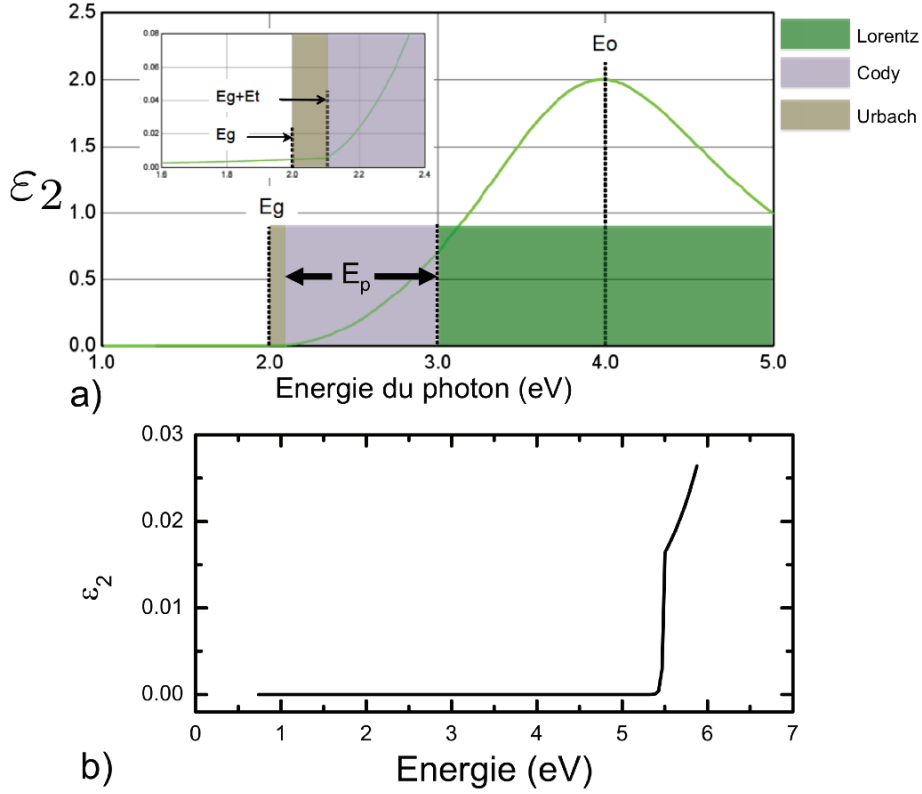 2.5
2.0
1.5
1.0
0.5
0.0
ε2
1.0
2.0
3.0
4.0
5.0
Energie du photon (eV)
a)
Eo
Eg
Ep
0.08
0.06
0.04
0.02
0.00
1.6
1.8
2.0
2.2
2.4
Eg+Et
Eg
Lorentz
Cody
Urbach
0.03
0.02
0.01
0.00
ε2
0
1
2
3
4
5
6
7
Energie (eV)
b)